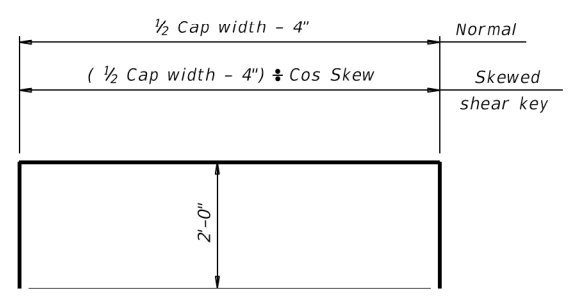 ½ Cap width – 4" Normal
( ½ Cap width – 4") ÷ Cos Skew Skewed
shear key
2'-0"